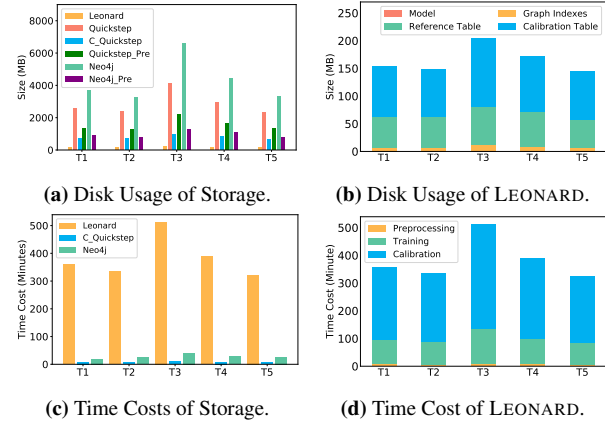 Leonard
Quickstep
C_Quickstep
Quickstep_Pre
Neo4j
Neo4j_Pre
Size (MB)
8000
6000
4000
2000
0
T1 T2 T3 T4 T5
(a) Disk Usage of Storage.
Model
Reference Table
Graph Indexes
Calibration Table
Size (MB)
250
200
150
100
50
0
T1 T2 T3 T4 T5
(b) Disk Usage of LEONARD.
Leonard
C_Quickstep
Neo4j
Time Cost (Minutes)
500
400
300
200
100
0
T1 T2 T3 T4 T5
(c) Time Costs of Storage.
Preprocessing
Training
Calibration
Time Cost (Minute)
500
400
300
200
100
0
T1 T2 T3 T4 T5
(d) Time Cost of LEONARD.